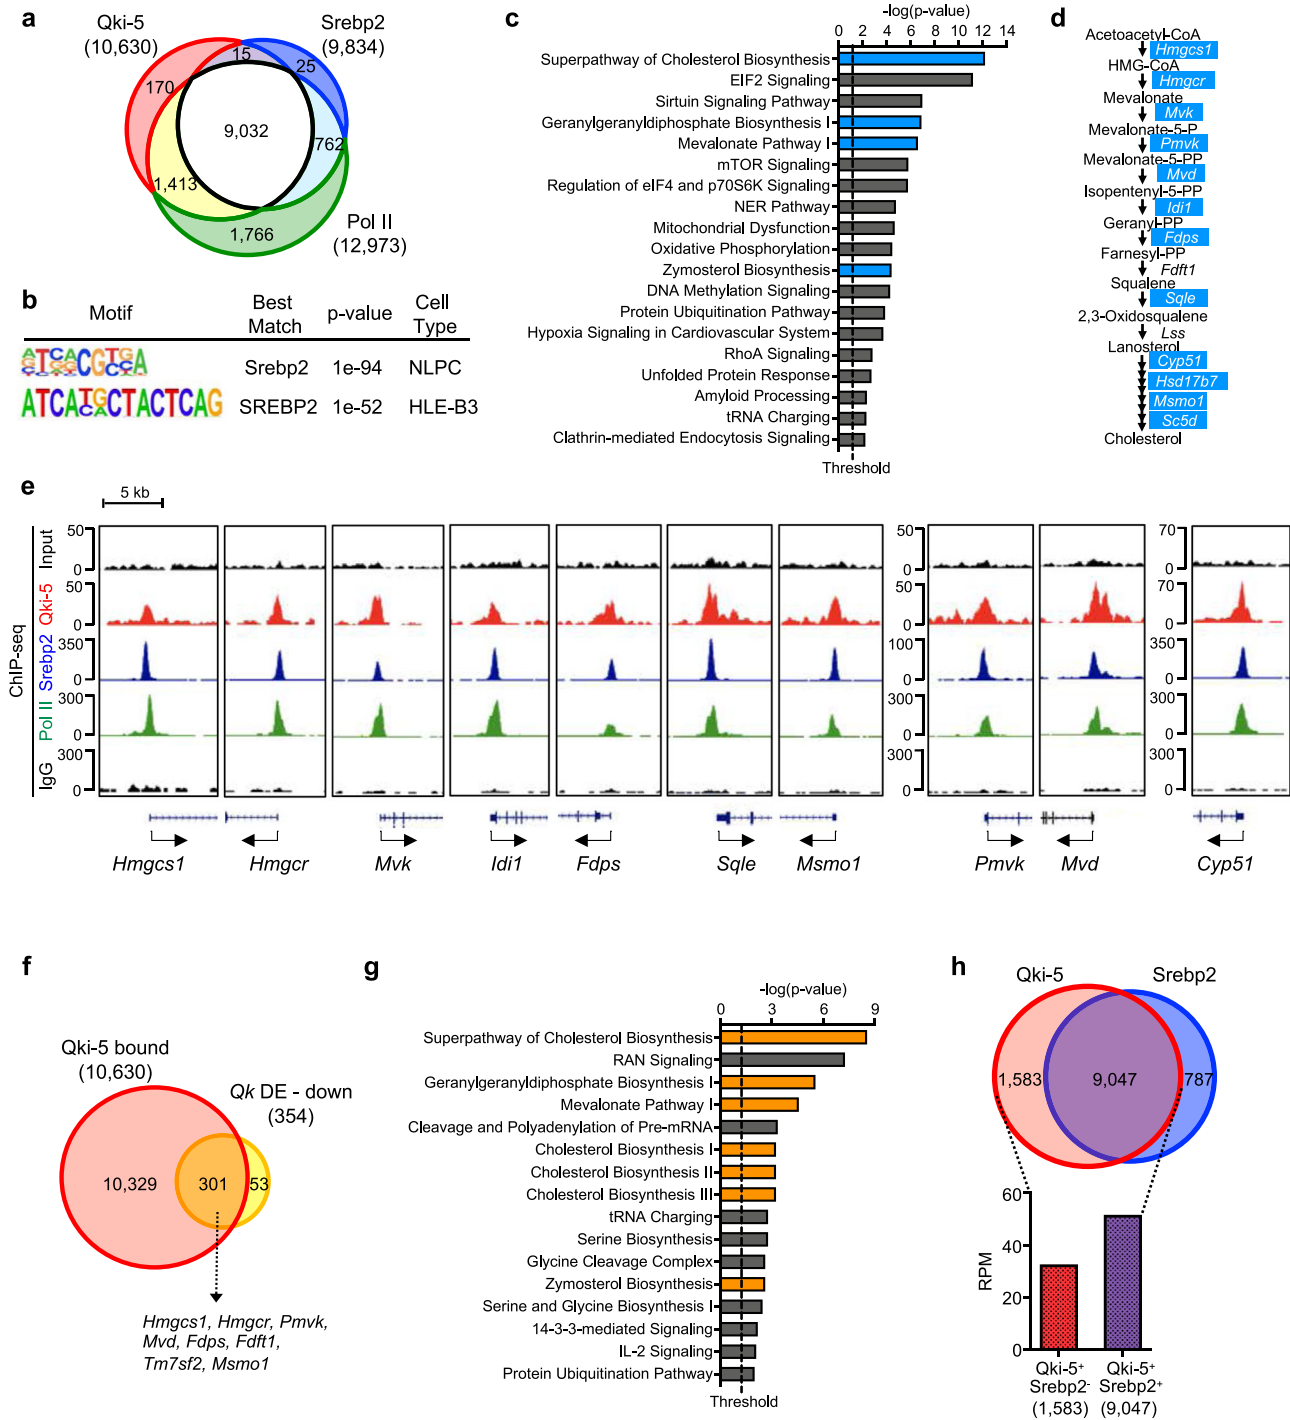 a
Qki-5
(10,630)
Srebp2
(9,834)
15
25
170
9,032
762
1,413
1,766
Pol II
(12,973)
b
Motif
Best Match
p-value
Cell Type
Srebp2 1e-94 NLPC
ATCATGCTACTCAG SREBP2 1e-52 HLE-B3
c
-log(p-value)
0 2 4 6 8 10 12 14
Superpathway of Cholesterol Biosynthesis
EIF2 Signaling
Sirtuin Signaling Pathway
Geranylgeranyldiphosphate Biosynthesis I
Mevalonate Pathway I
mTOR Signaling
Regulation of eIF4 and p70S6K Signaling
NER Pathway
Mitochondrial Dysfunction
Oxidative Phosphorylation
Zymosterol Biosynthesis
DNA Methylation Signaling
Protein Ubiquitination Pathway
Hypoxia Signaling in Cardiovascular System
RhoA Signaling
Unfolded Protein Response
Amyloid Processing
tRNA Charging
Clathrin-mediated Endocytosis Signaling
Threshold
d
Acetoacetyl-CoA
Hmgcs1
HMG-CoA
Hmgcr
Mevalonate
Mvk
Mevalonate-5-P
Pmvk
Mevalonate-5-PP
Mvd
Isopentenyl-5-PP
Idi1
Geranyl-PP
Fdps
Farnesyl-PP
Fdft1
Squalene
Sqle
2,3-Oxidosqualene
Lss
Lanosterol
Cyp51
Hsd17b7
Msmo1
Sc5d
Cholesterol
e
5 kb
ChIP-seq
Input
50
0
50
0
70
0
Qki-5
50
0
50
0
70
0
Srebp2
350
0
100
0
350
0
Pol II
300
0
300
0
300
0
IgG
300
0
300
0
300
0
Hmgcs1 Hmgcr Mvk Idi1 Fdps Sqle Msmo1 Pmvk Mvd Cyp51
f
Qki-5 bound
(10,630)
Qk DE - down
(354)
10,329
301
53
Hmgcs1, Hmgcr, Pmvk,
Mvd, Fdps, Fdft1,
Tm7sf2, Msmo1
g
-log(p-value)
0 3 6 9
Superpathway of Cholesterol Biosynthesis
RAN Signaling
Geranylgeranyldiphosphate Biosynthesis I
Mevalonate Pathway I
Cleavage and Polyadenylation of Pre-mRNA
Cholesterol Biosynthesis I
Cholesterol Biosynthesis II
Cholesterol Biosynthesis III
tRNA Charging
Serine Biosynthesis
Glycine Cleavage Complex
Zymosterol Biosynthesis
Serine and Glycine Biosynthesis I
14-3-3-mediated Signaling
IL-2 Signaling
Protein Ubiquitination Pathway
Threshold
h
Qki-5
Srebp2
1,583
9,047
787
RPM
60
40
20
0
Qki-5⁺
Srebp2⁻
(1,583)
Qki-5⁺
Srebp2⁺
(9,047)